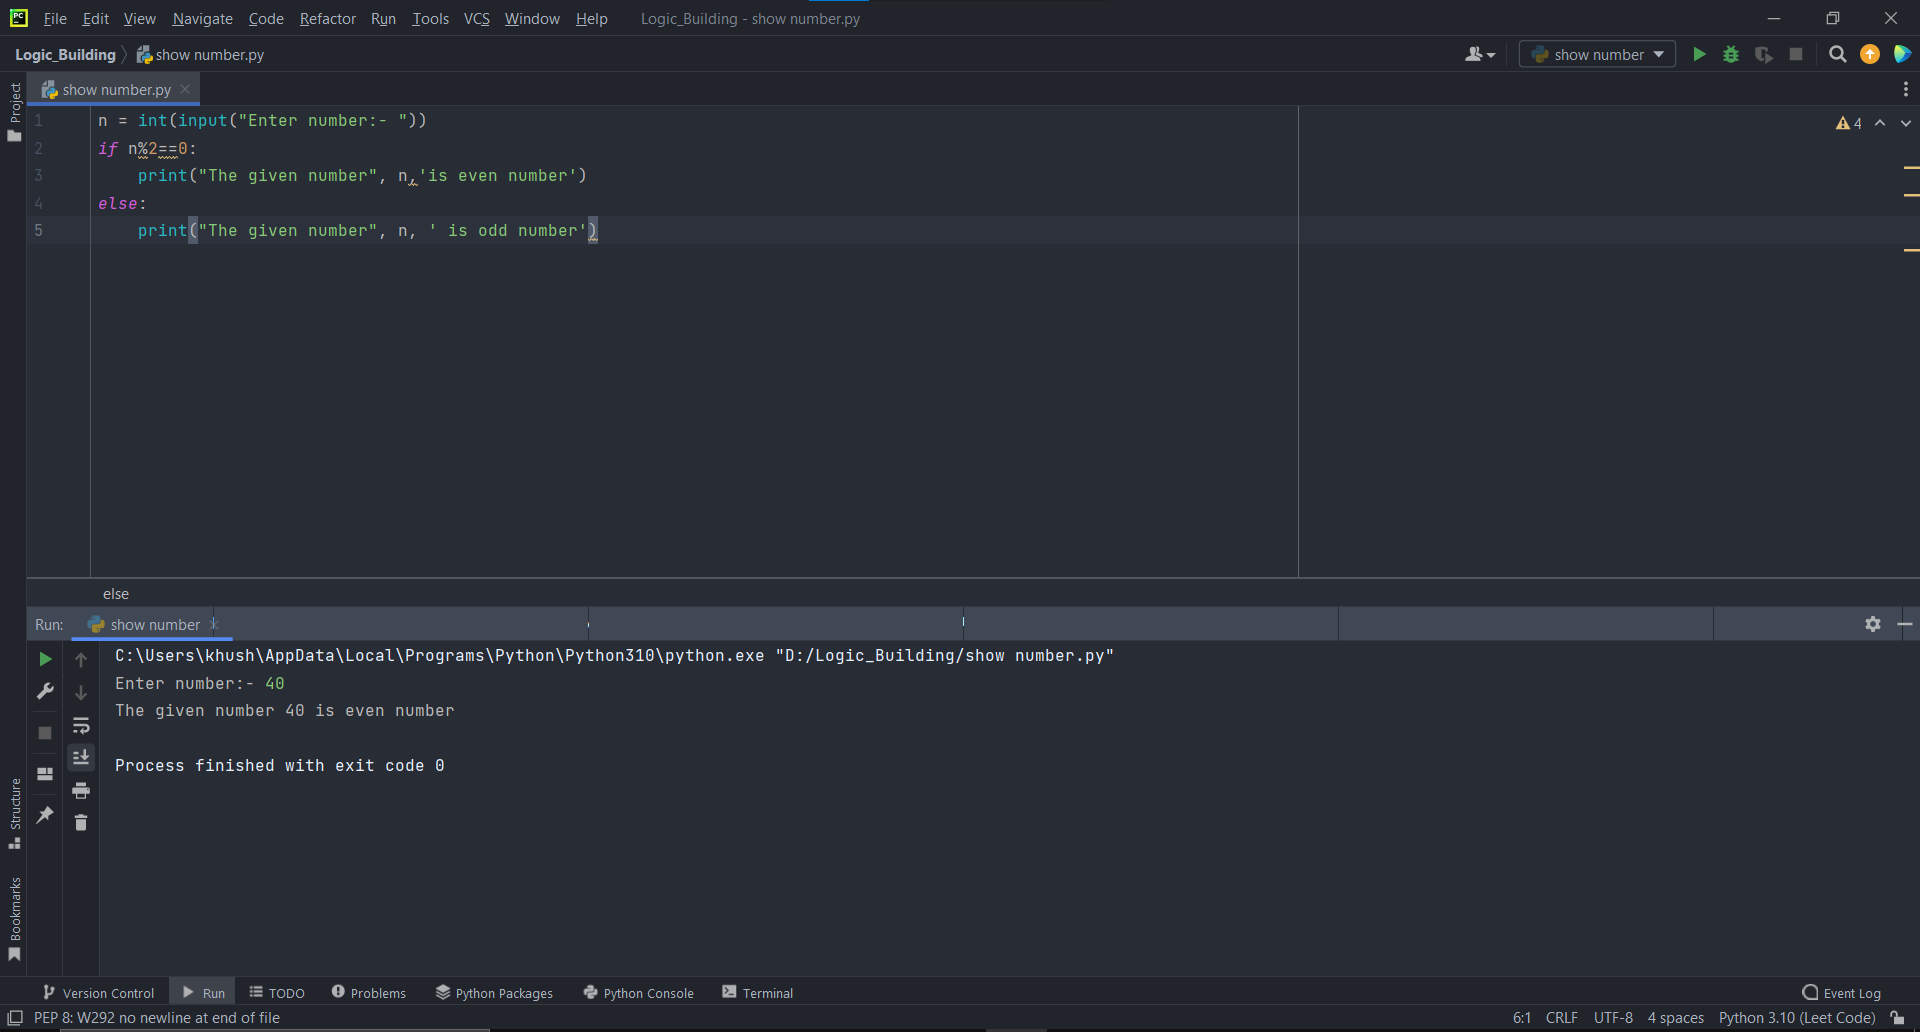 PC File Edit View Navigate Code Refactor Run Tools VCS Window Help Logic_Building - show number.py
Logic_Building show number.py show number
Project
show number.py
1 n = int(input("Enter number:- ")) 4
2 if n%2==0:
3     print("The given number", n,'is even number')
4 else:
5     print("The given number", n, ' is odd number')
else
Run: show number
C:\Users\khush\AppData\Local\Programs\Python\Python310\python.exe "D:/Logic_Building/show number.py"
Enter number:- 40
The given number 40 is even number
Process finished with exit code 0
Structure
Bookmarks
Version Control Run TODO Problems Python Packages Python Console Terminal Event Log
PEP 8: W292 no newline at end of file 6:1 CRLF UTF-8 4 spaces Python 3.10 (Leet Code)